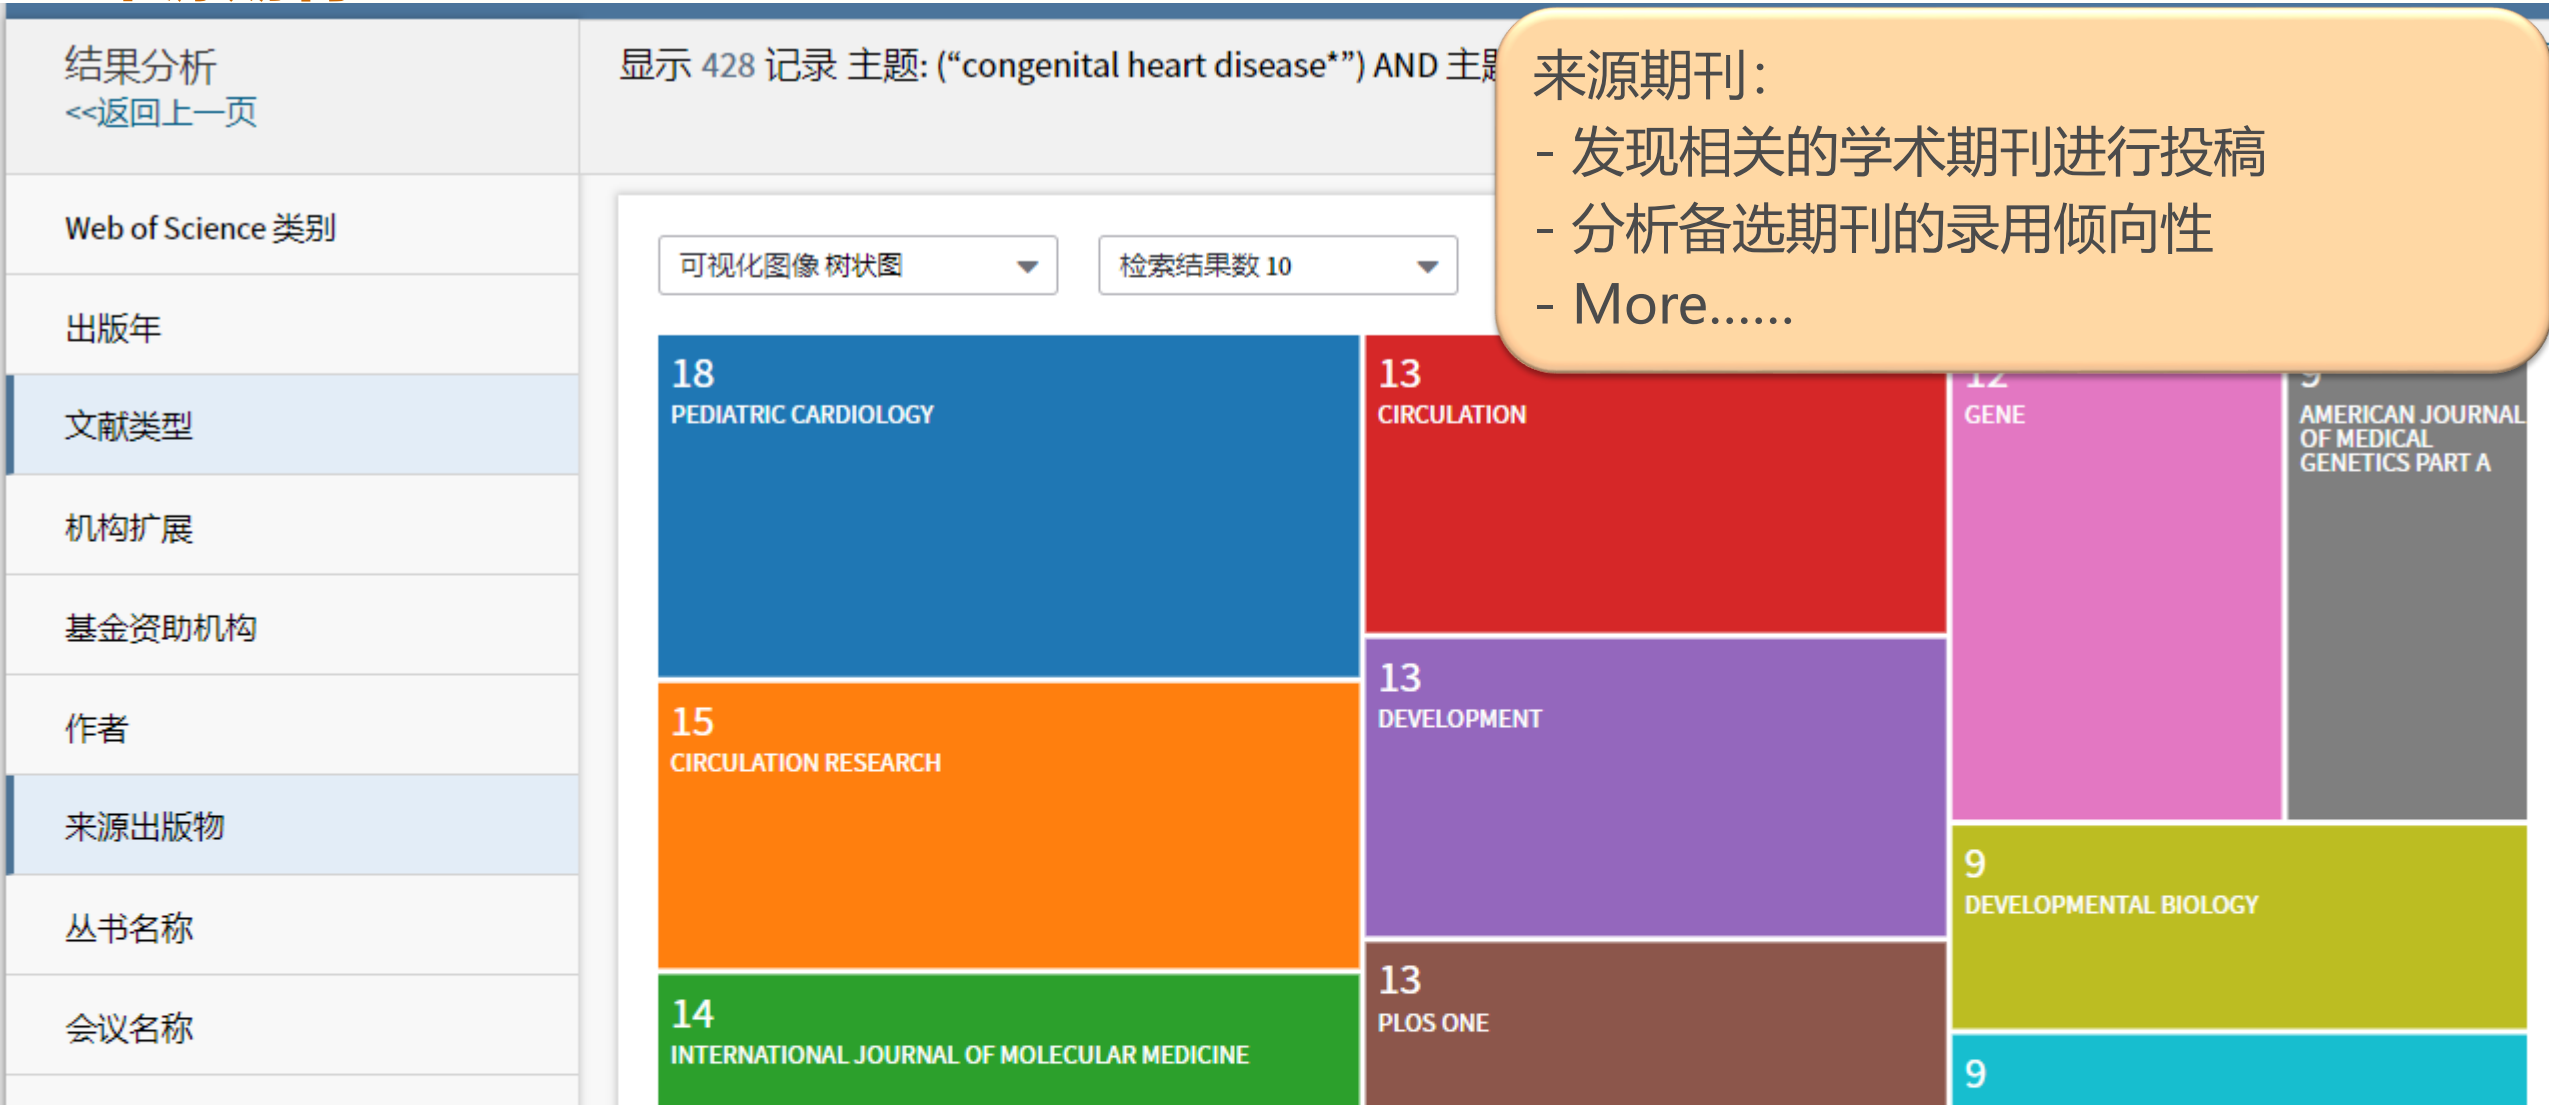 结果分析
<<返回上一页
显示 428 记录 主题: (“congenital heart disease*”) AND 主题
来源期刊：
- 发现相关的学术期刊进行投稿
- 分析备选期刊的录用倾向性
- More......
Web of Science 类别
出版年
文献类型
机构扩展
基金资助机构
作者
来源出版物
丛书名称
会议名称
可视化图像 树状图
检索结果数 10
18
PEDIATRIC CARDIOLOGY
15
CIRCULATION RESEARCH
14
INTERNATIONAL JOURNAL OF MOLECULAR MEDICINE
13
CIRCULATION
13
DEVELOPMENT
13
PLOS ONE
12
GENE
9
AMERICAN JOURNAL
OF MEDICAL
GENETICS PART A
9
DEVELOPMENTAL BIOLOGY
9